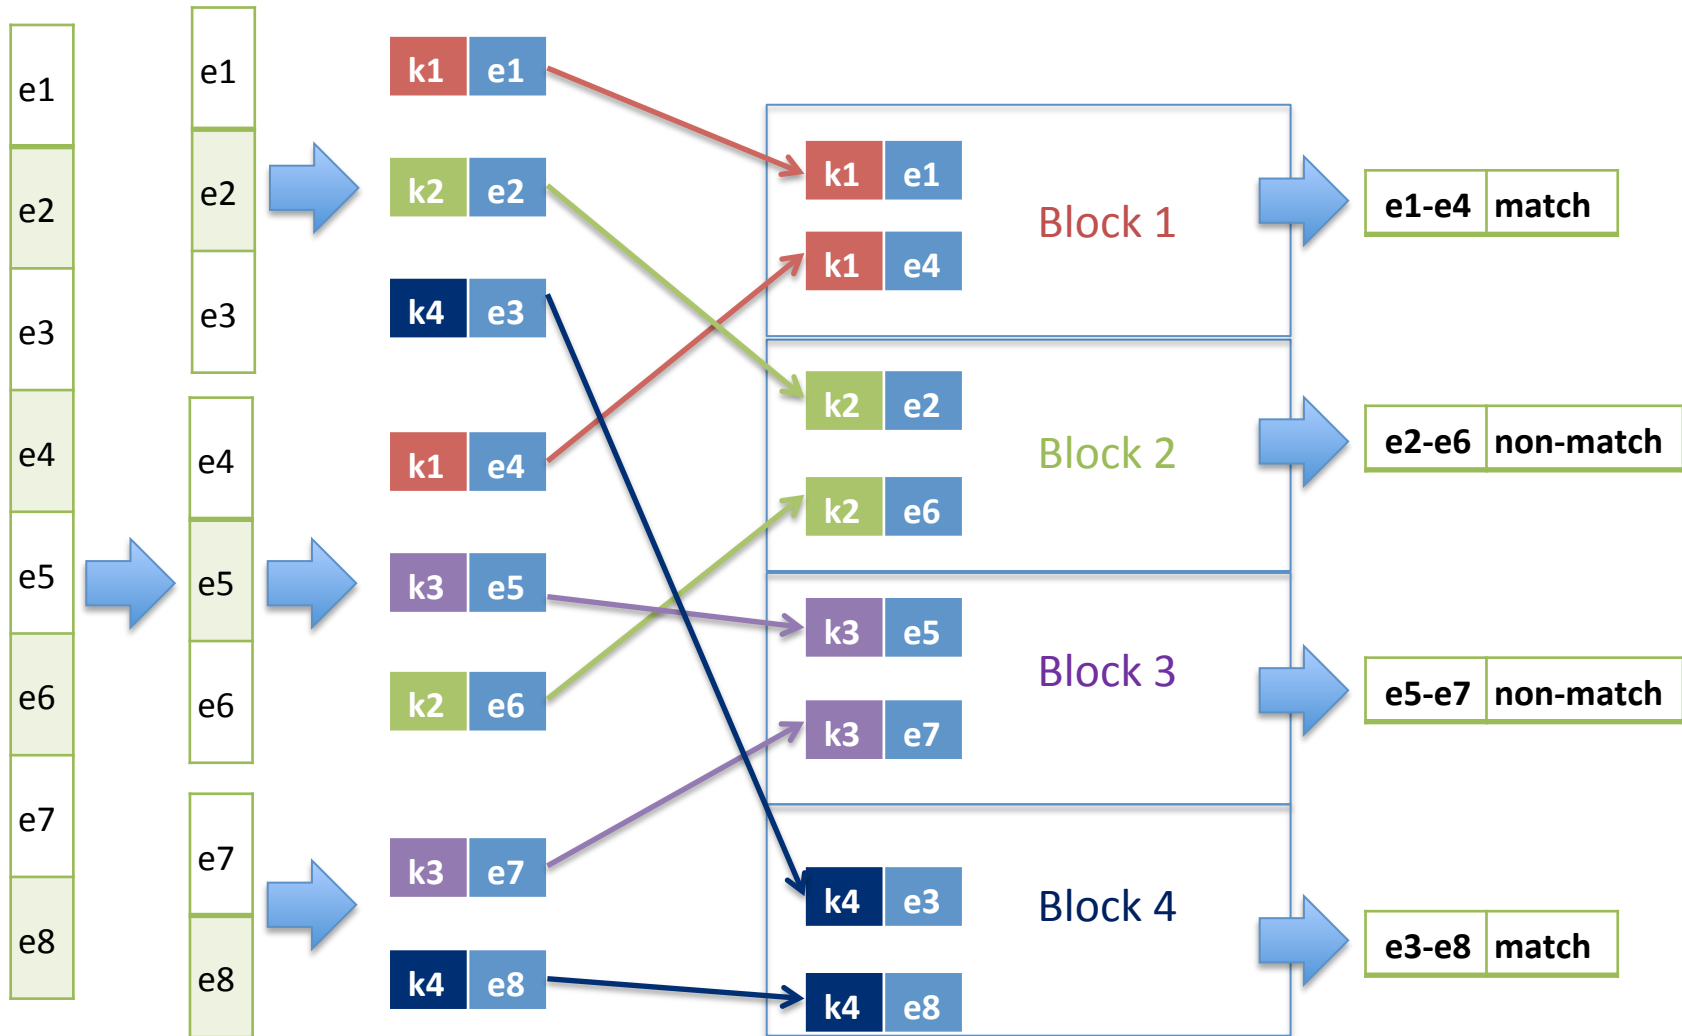 e1
e2
e3
e4
e5
e6
e7
e8
e1
e2
e3
e4
e5
e6
e7
e8
k1 e1
k2 e2
k4 e3
k1 e4
k3 e5
k2 e6
k3 e7
k4 e8
k1 e1
k1 e4
Block 1
k2 e2
k2 e6
Block 2
k3 e5
k3 e7
Block 3
k4 e3
k4 e8
Block 4
e1-e4 match
e2-e6 non-match
e5-e7 non-match
e3-e8 match